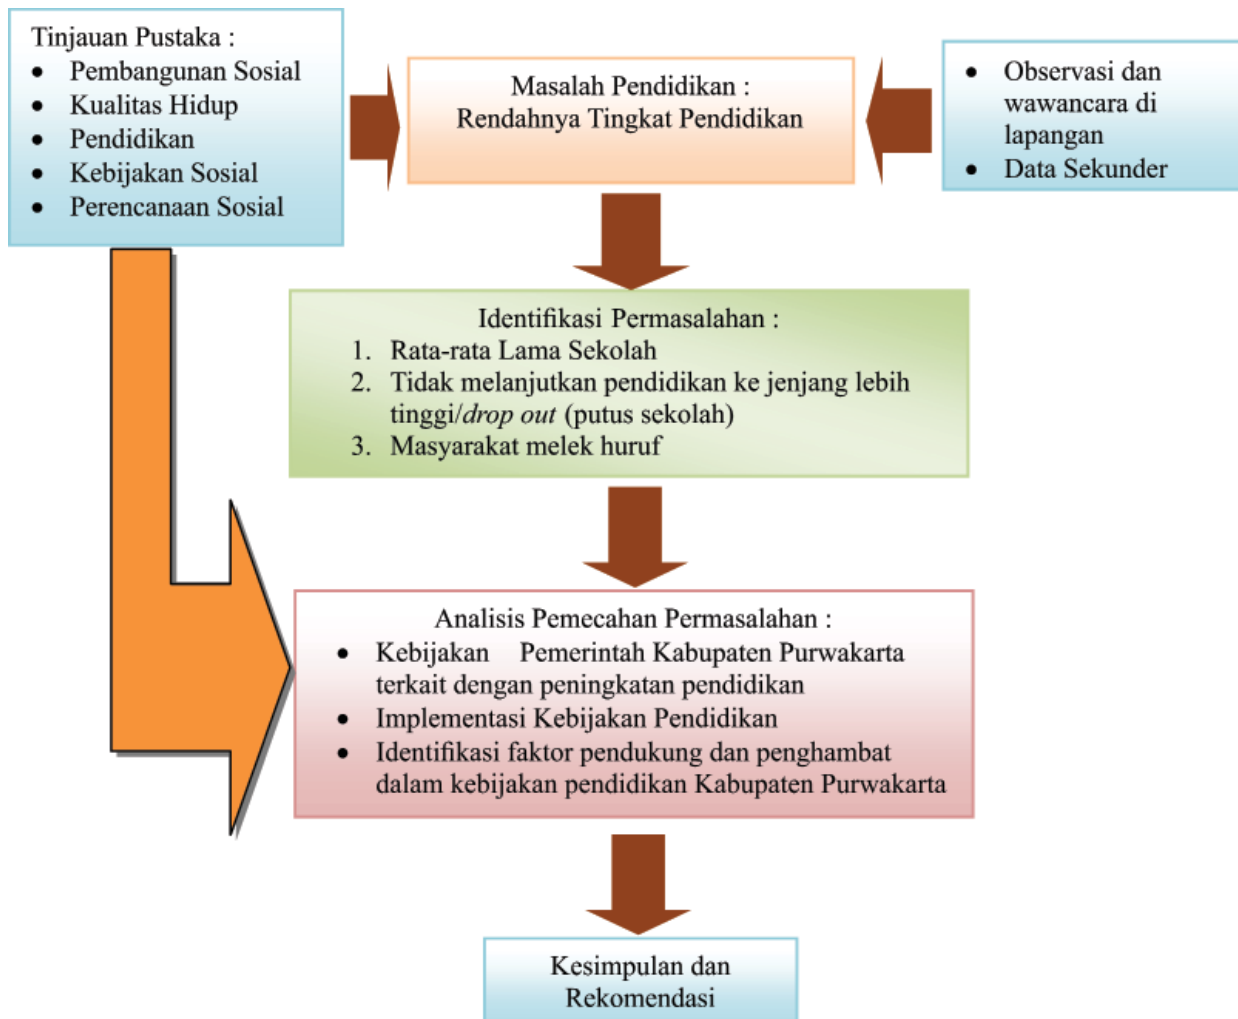 Tinjauan Pustaka :
• Pembangunan Sosial
• Kualitas Hidup
• Pendidikan
• Kebijakan Sosial
• Perencanaan Sosial
Masalah Pendidikan :
Rendahnya Tingkat Pendidikan
• Observasi dan
wawancara di
lapangan
• Data Sekunder
Identifikasi Permasalahan :
1. Rata-rata Lama Sekolah
2. Tidak melanjutkan pendidikan ke jenjang lebih
tinggi/drop out (putus sekolah)
3. Masyarakat melek huruf
Analisis Pemecahan Permasalahan :
• Kebijakan Pemerintah Kabupaten Purwakarta
terkait dengan peningkatan pendidikan
• Implementasi Kebijakan Pendidikan
• Identifikasi faktor pendukung dan penghambat
dalam kebijakan pendidikan Kabupaten Purwakarta
Kesimpulan dan
Rekomendasi